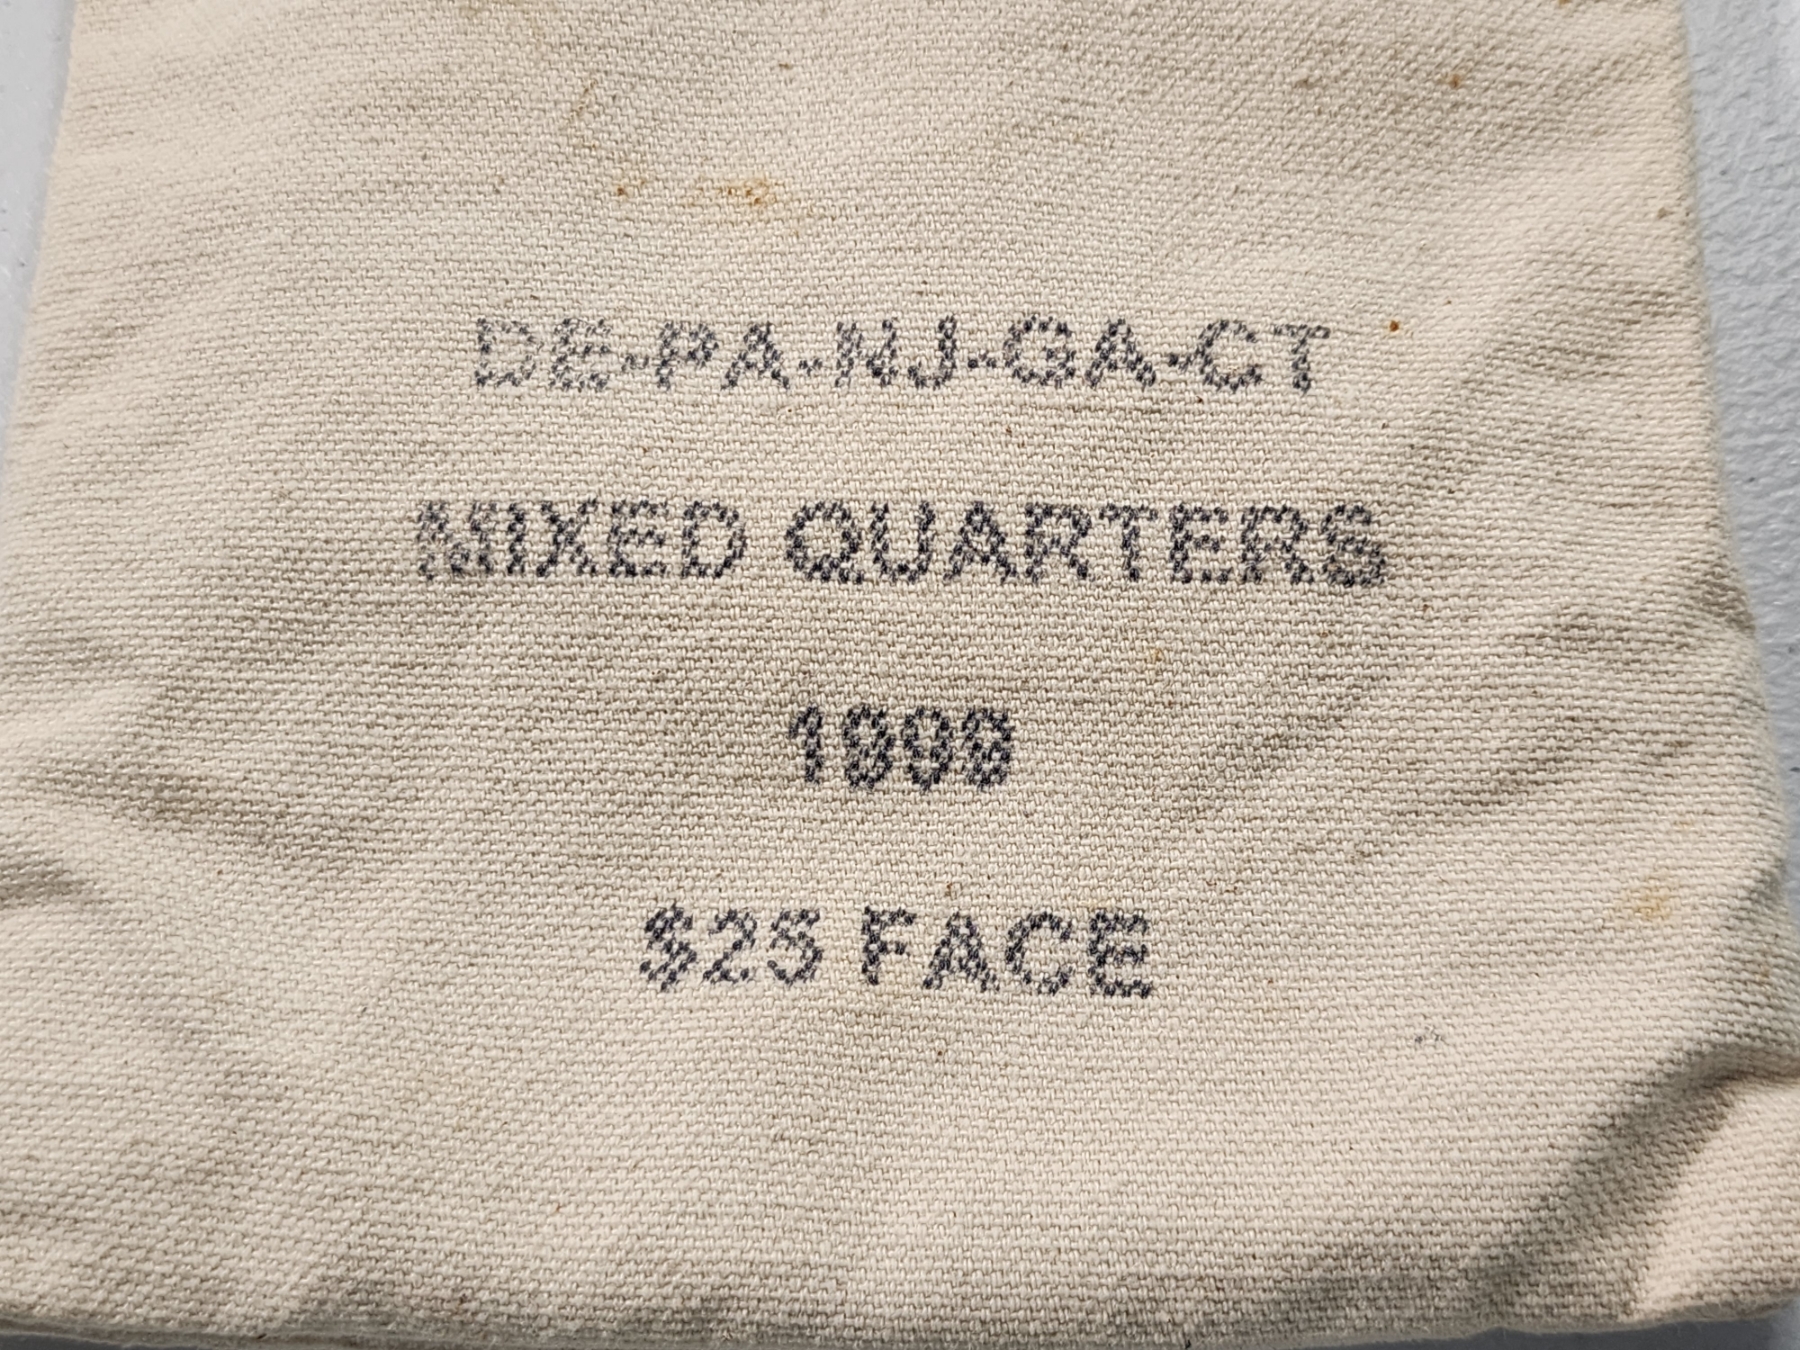 DE-PA-NJ-GA-CT
MIXED QUARTERS
1999
$25 FACE